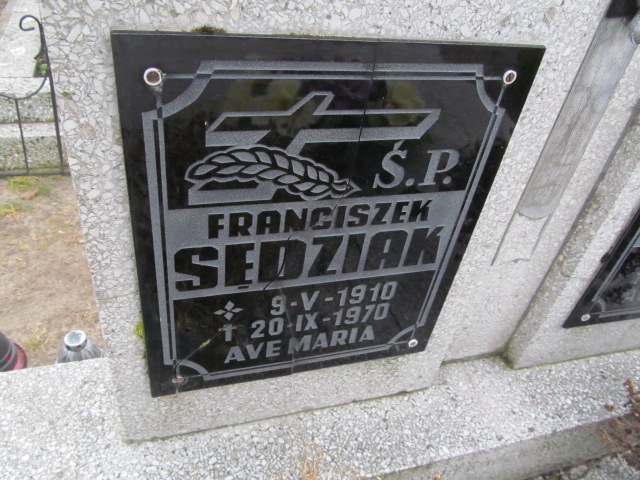 Ś.P.
FRANCISZEK
SĘDZIAK
9-V-1910
† 20-IX-1970
AVE MARIA